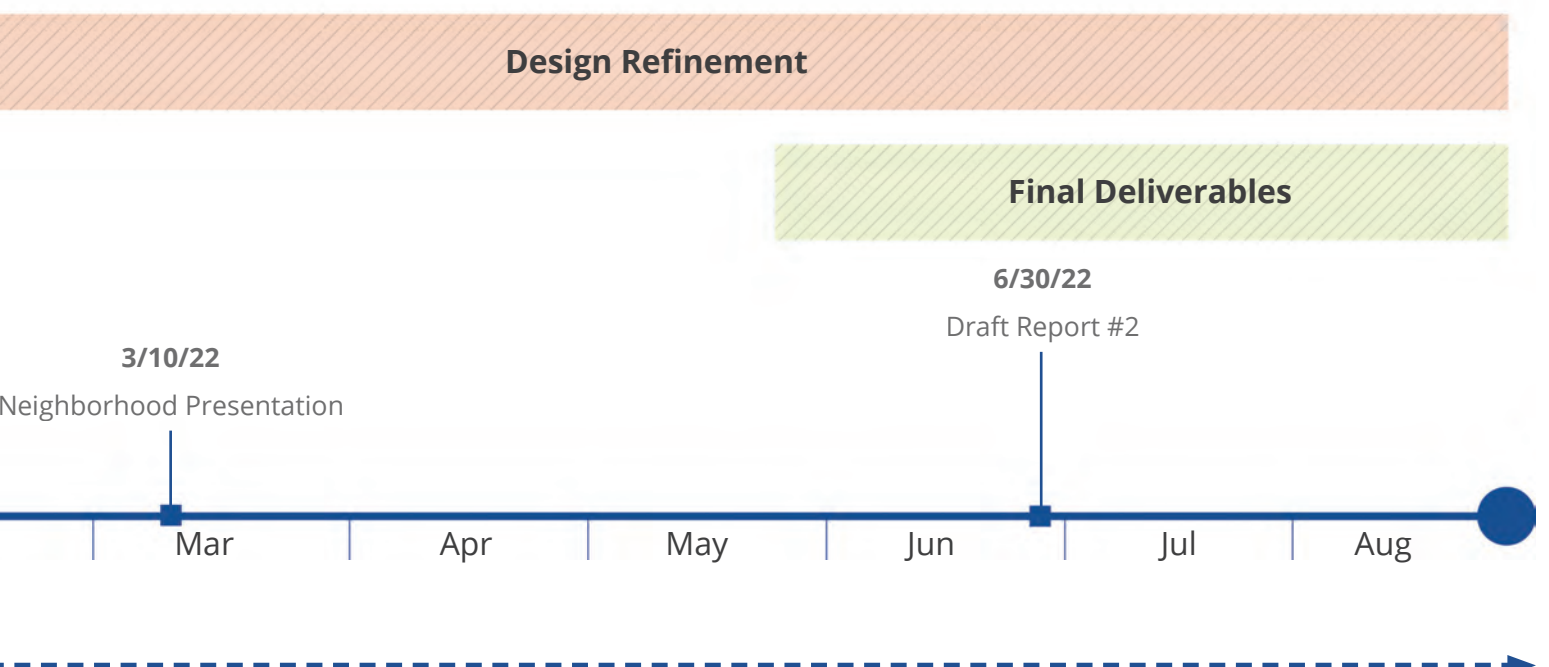 Design Refinement
Final Deliverables
6/30/22
Draft Report #2
3/10/22
Neighborhood Presentation
Mar Apr May Jun Jul Aug